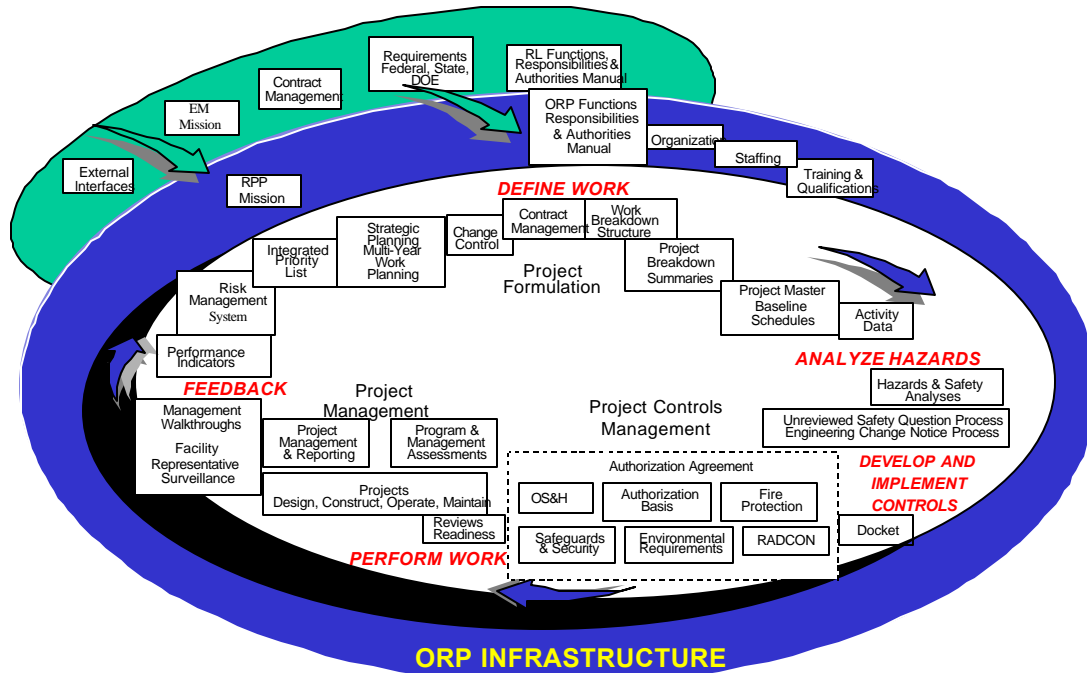 Requirements
Federal, State,
DOE
RL Functions,
Responsibilities &
Authorities Manual
Contract
Management
EM
Mission
External
Interfaces
RPP
Mission
ORP Functions
Responsibilities
& Authorities
Manual
Organization
Staffing
Training &
Qualifications
DEFINE WORK
Strategic
Planning
Multi-Year
Work
Planning
Change
Control
Contract
Management
Work
Breakdown
Structure
Integrated
Priority
List
Project
Formulation
Project
Breakdown
Summaries
Risk
Management
System
Project Master
Baseline
Schedules
Activity
Data
Performance
Indicators
ANALYZE HAZARDS
FEEDBACK
Hazards & Safety
Analyses
Project
Management
Project Controls
Management
Management
Walkthroughs
Facility
Representative
Surveillance
Project
Management
& Reporting
Program &
Management
Assessments
Unreviewed Safety Question Process
Engineering Change Notice Process
DEVELOP AND
IMPLEMENT
CONTROLS
Authorization Agreement
Projects
Design, Construct, Operate, Maintain
OS&H
Authorization
Basis
Fire
Protection
Reviews
Readiness
Safeguards
& Security
Environmental
Requirements
RADCON
Docket
PERFORM WORK
ORP INFRASTRUCTURE